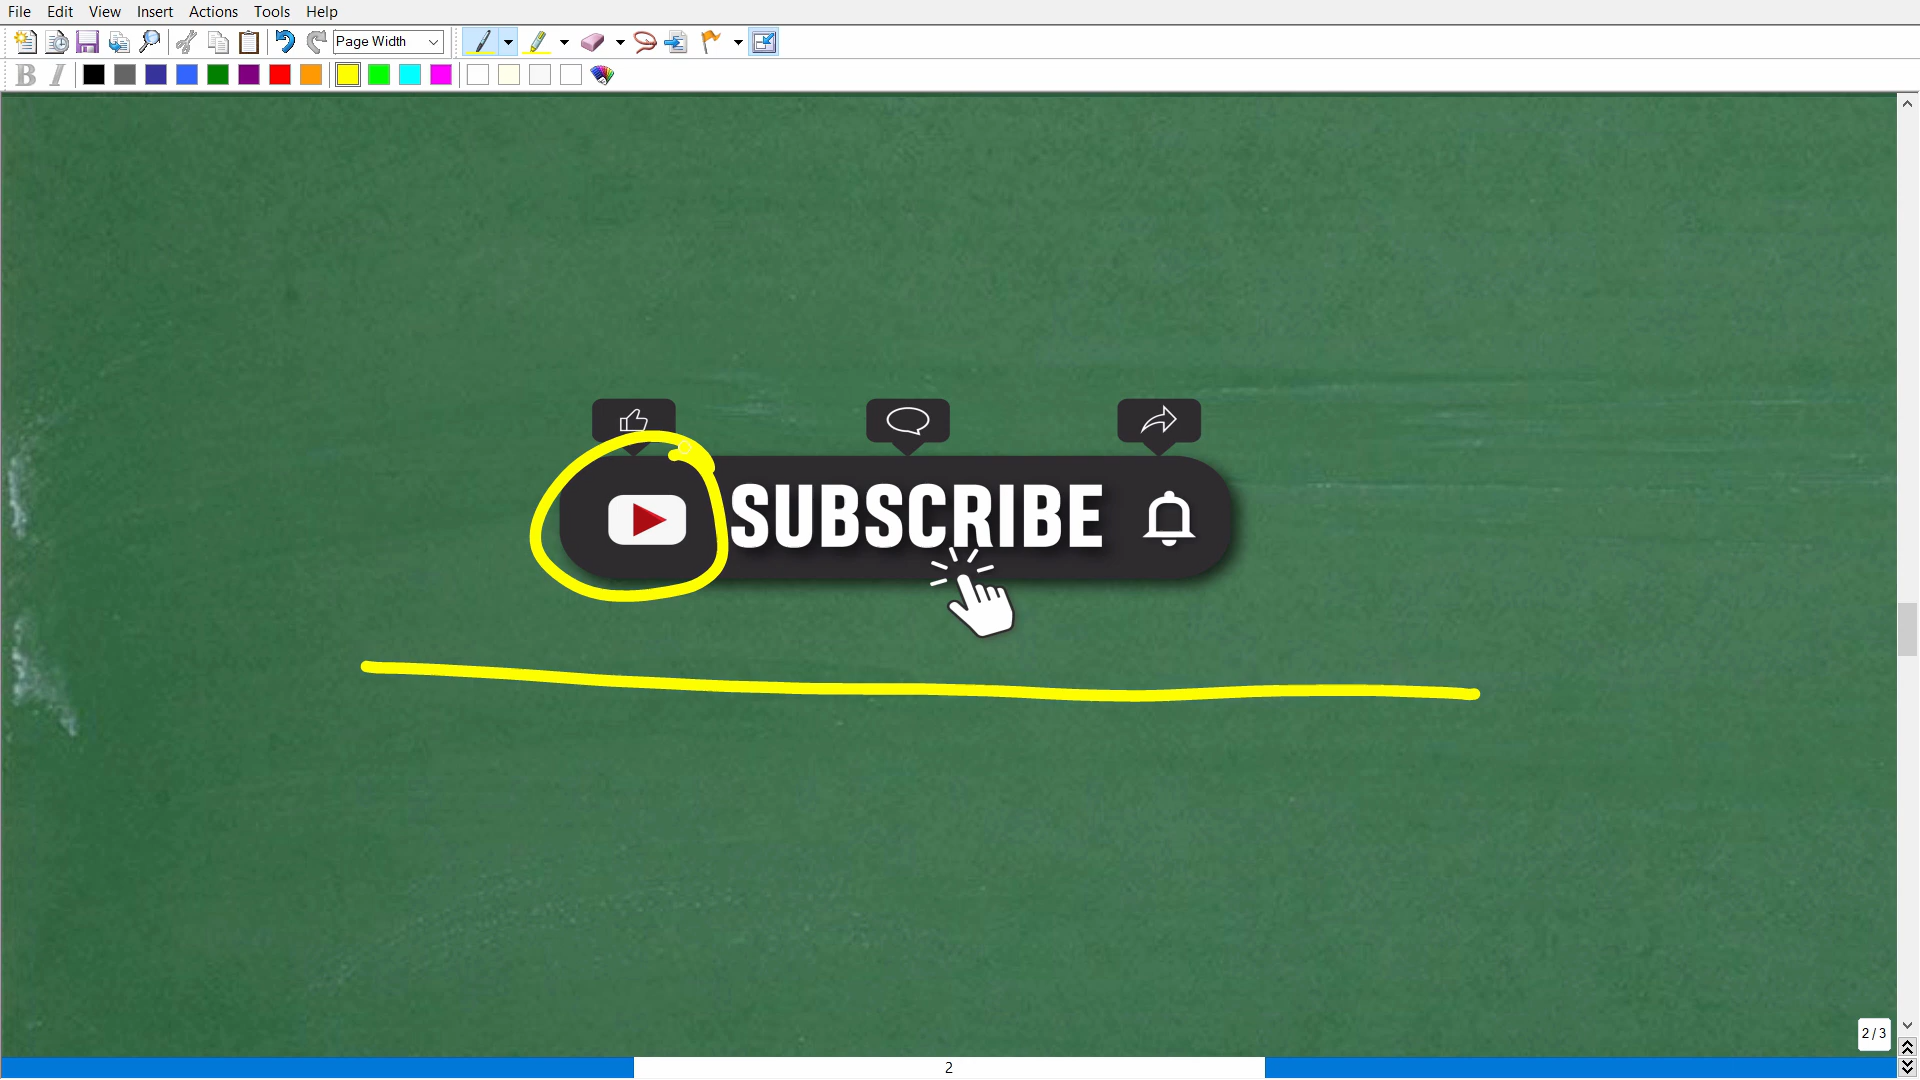 File Edit View Insert Actions Tools Help
Page Width
B I
SUBSCRIBE
2 / 3
2